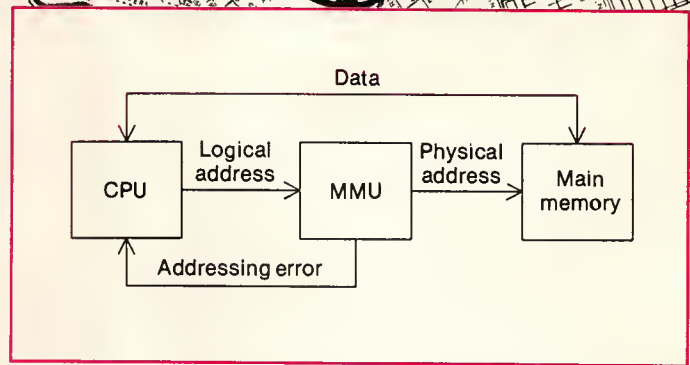 Data
Logical
address
Physical
address
CPU
MMU
Main
memory
Addressing error